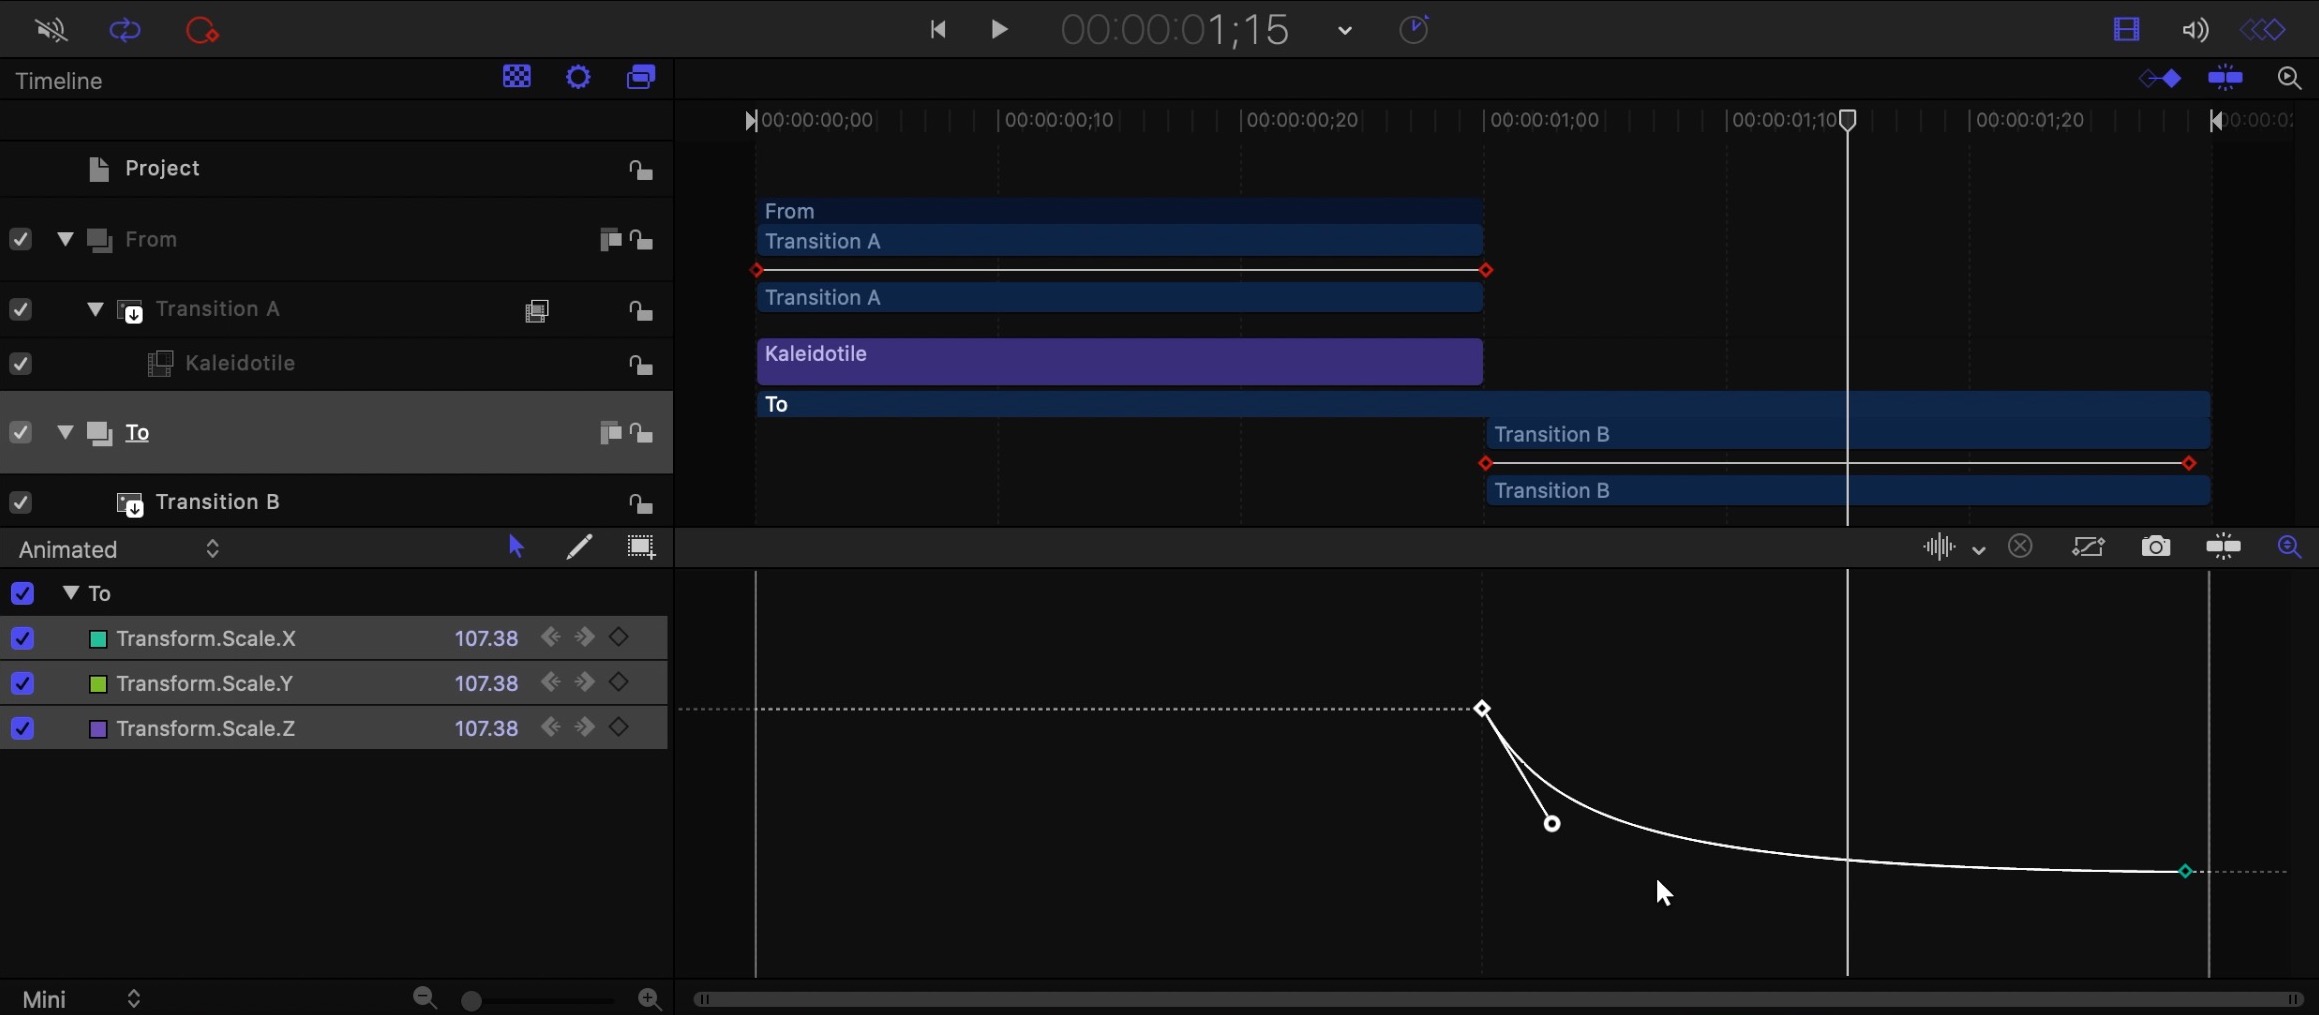 00:00:01;15
Timeline
00:00:00;00 00:00:00;10 00:00:00;20 00:00:01;00 00:00:01;10 00:00:01;20
Project
From
From
Transition A
Transition A
Transition A
Kaleidotile
Kaleidotile
To
To
Transition B
Transition B
Transition B
Animated
To
Transform.Scale.X 107.38
Transform.Scale.Y 107.38
Transform.Scale.Z 107.38
Mini